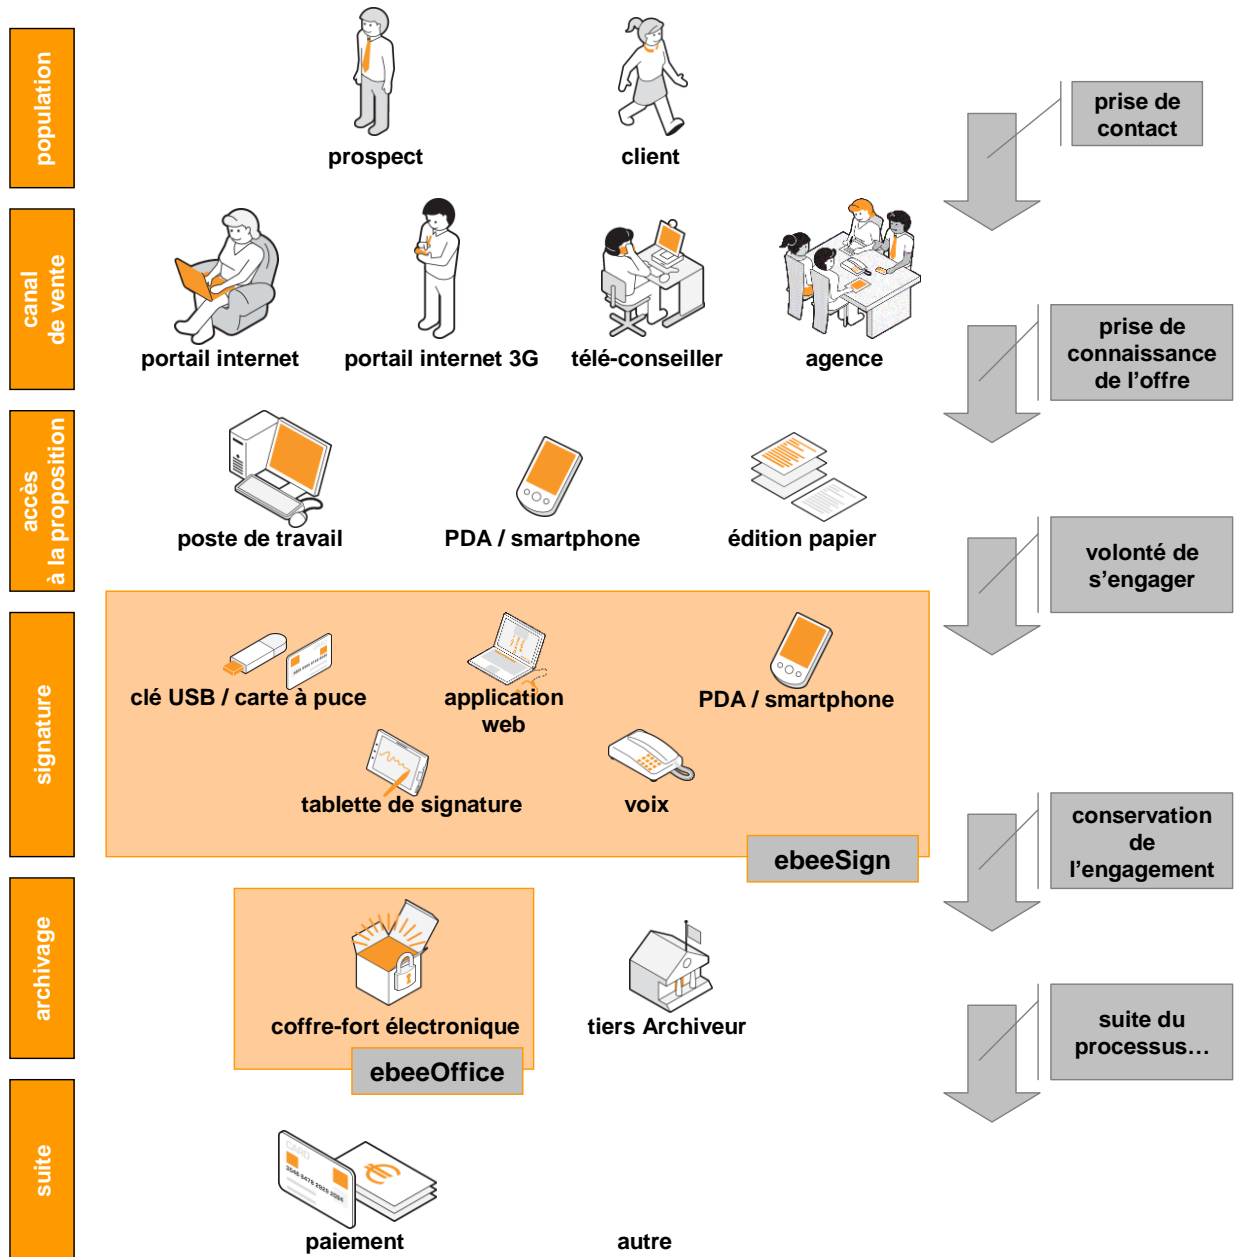 population
prospect
client
prise de
contact
canal
de vente
portail internet
portail internet 3G
télé-conseiller
agence
prise de
connaissance
de l’offre
accès
à la proposition
poste de travail
PDA / smartphone
édition papier
volonté de
s’engager
signature
clé USB / carte à puce
application
web
PDA / smartphone
tablette de signature
voix
ebeeSign
conservation
de
l’engagement
archivage
coffre-fort électronique
tiers Archiveur
ebeeOffice
suite du
processus…
suite
CARD
paiement
autre